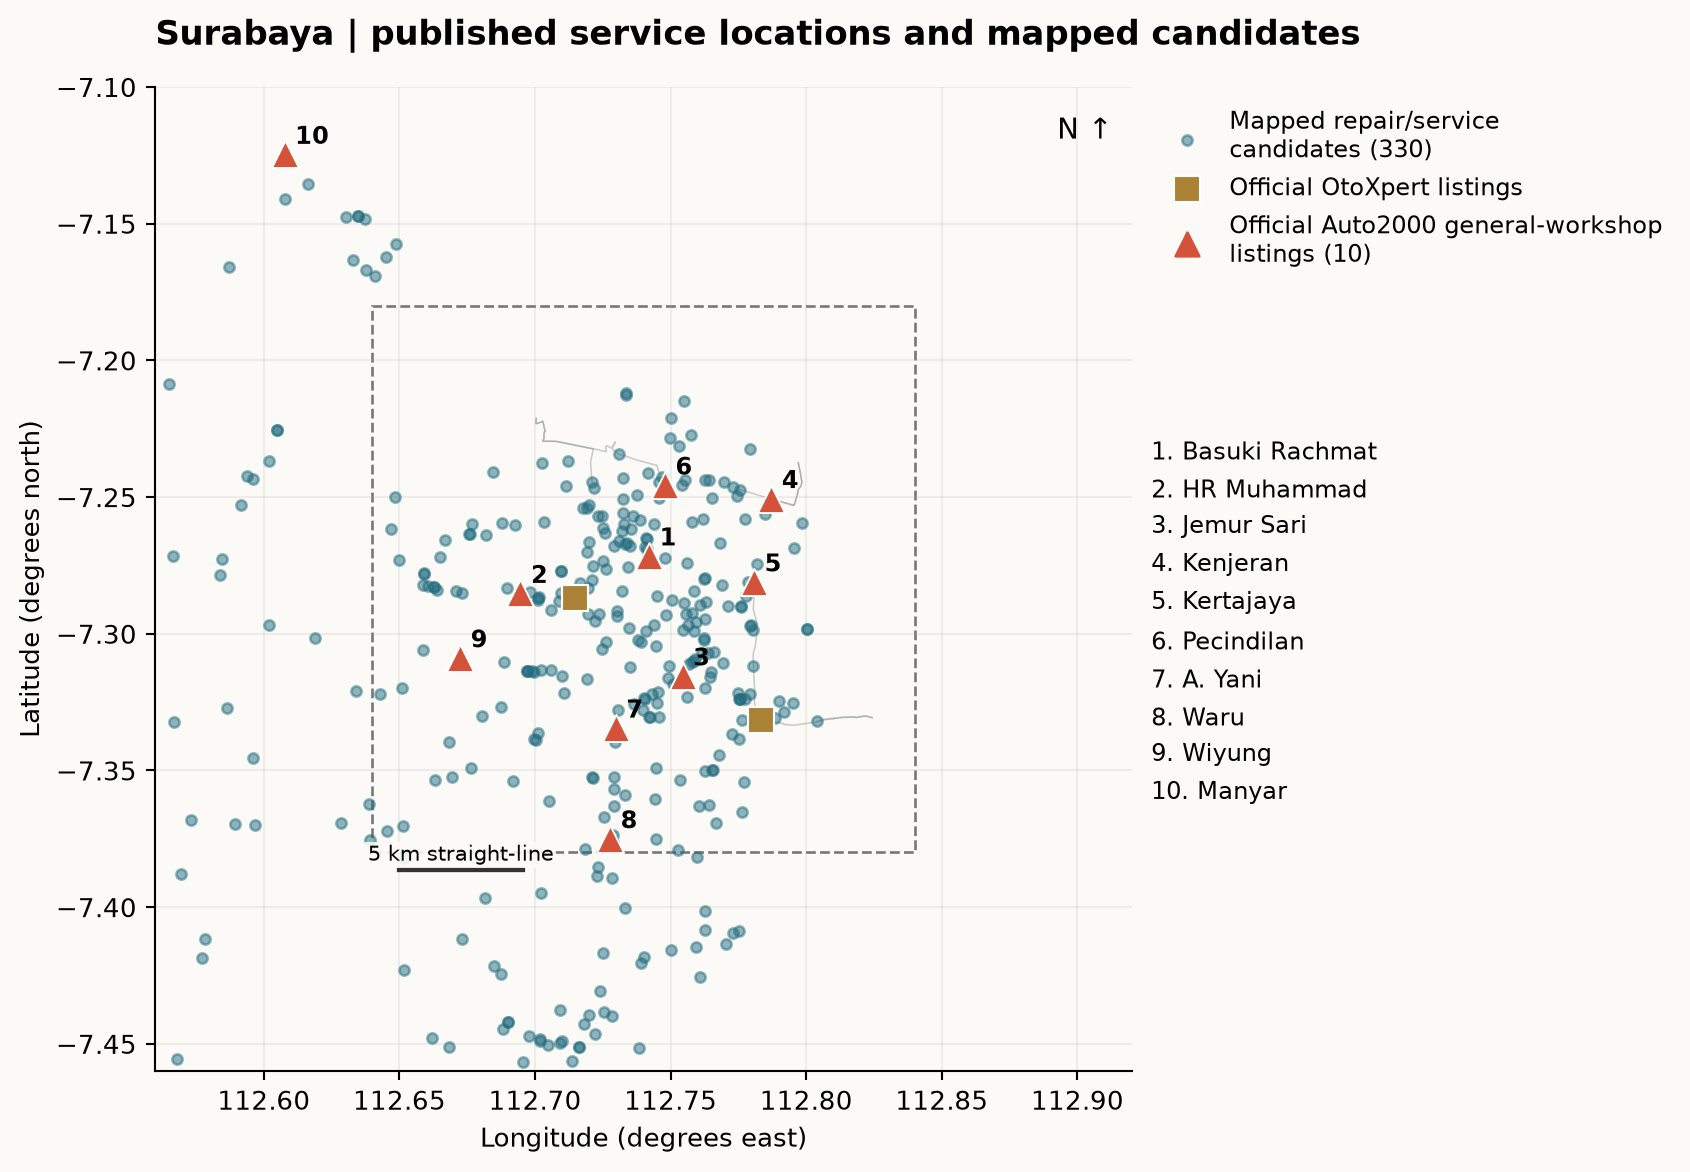 Surabaya | published service locations and mapped candidates
N ↑
Mapped repair/service
candidates (330)
Official OtoXpert listings
Official Auto2000 general-workshop
listings (10)
−7.10
−7.15
−7.20
−7.25
−7.30
−7.35
−7.40
−7.45
Latitude (degrees north)
10
6
4
1
5
2
9
3
7
8
5 km straight-line
1. Basuki Rachmat
2. HR Muhammad
3. Jemur Sari
4. Kenjeran
5. Kertajaya
6. Pecindilan
7. A. Yani
8. Waru
9. Wiyung
10. Manyar
112.60
112.65
112.70
112.75
112.80
112.85
112.90
Longitude (degrees east)